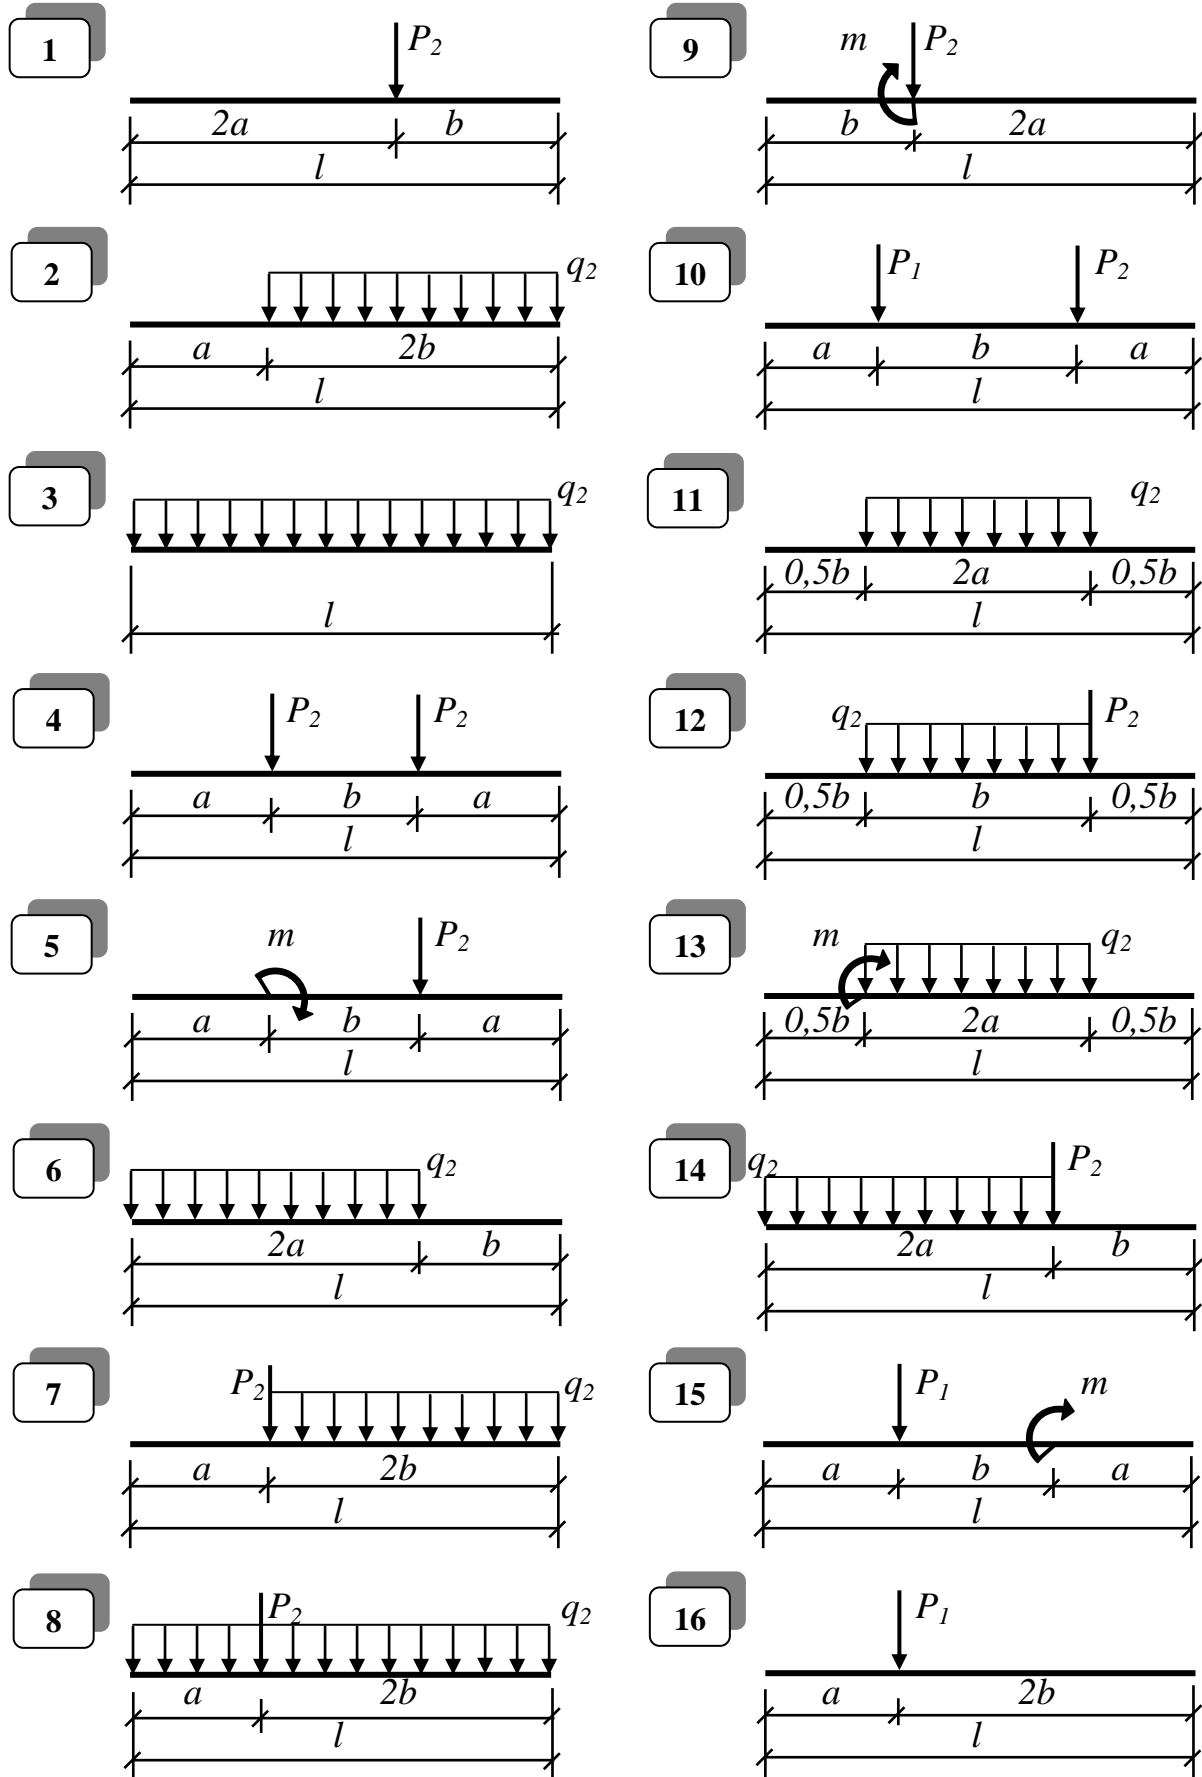 1
P2
2a b
l
2
q2
a 2b
l
3
q2
l
4
P2 P2
a b a
l
5
m P2
a b a
l
6
q2
2a b
l
7
P2 q2
a 2b
l
8
P2 q2
a 2b
l
9
m P2
b 2a
l
10
P1 P2
a b a
l
11
q2
0,5b 2a 0,5b
l
12
q2 P2
0,5b b 0,5b
l
13
m q2
0,5b 2a 0,5b
l
14
q2 P2
2a b
l
15
P1 m
a b a
l
16
P1
a 2b
l